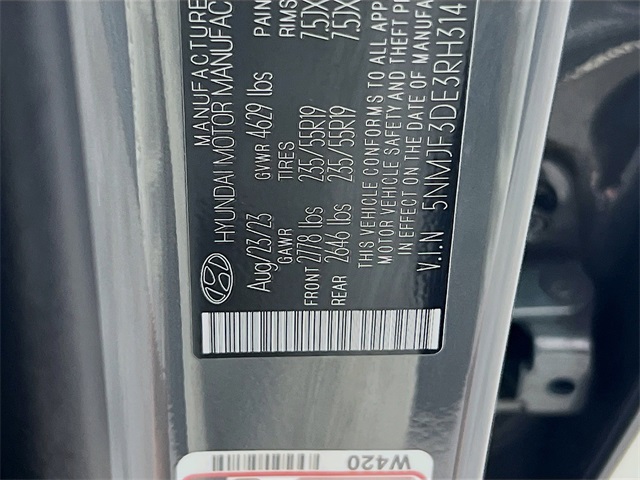 MANUFACTURE
HYUNDAI MOTOR MANUFAC
Aug/23/23 GVWR 4629 lbs PAIN
GAWR TIRES RIMS
FRONT 2778 lbs 235/55R19 7.5JX
REAR 2646 lbs 235/55R19 7.5JX
THIS VEHICLE CONFORMS TO ALL APP
MOTOR VEHICLE SAFETY AND THEFT P
IN EFFECT ON THE DATE OF MANUFA
V.I.N 5NMJF3DE3RH314
W420